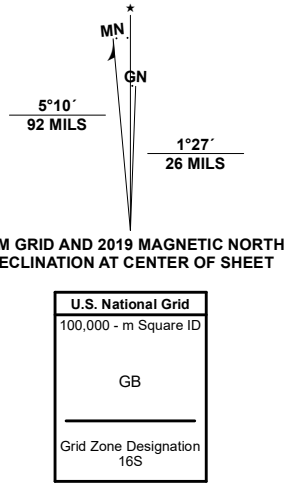 ★
MN
GN
5°10´
92 MILS
1°27´
26 MILS
M GRID AND 2019 MAGNETIC NORTH
ECLINATION AT CENTER OF SHEET
U.S. National Grid
100,000 - m Square ID
GB
Grid Zone Designation
16S